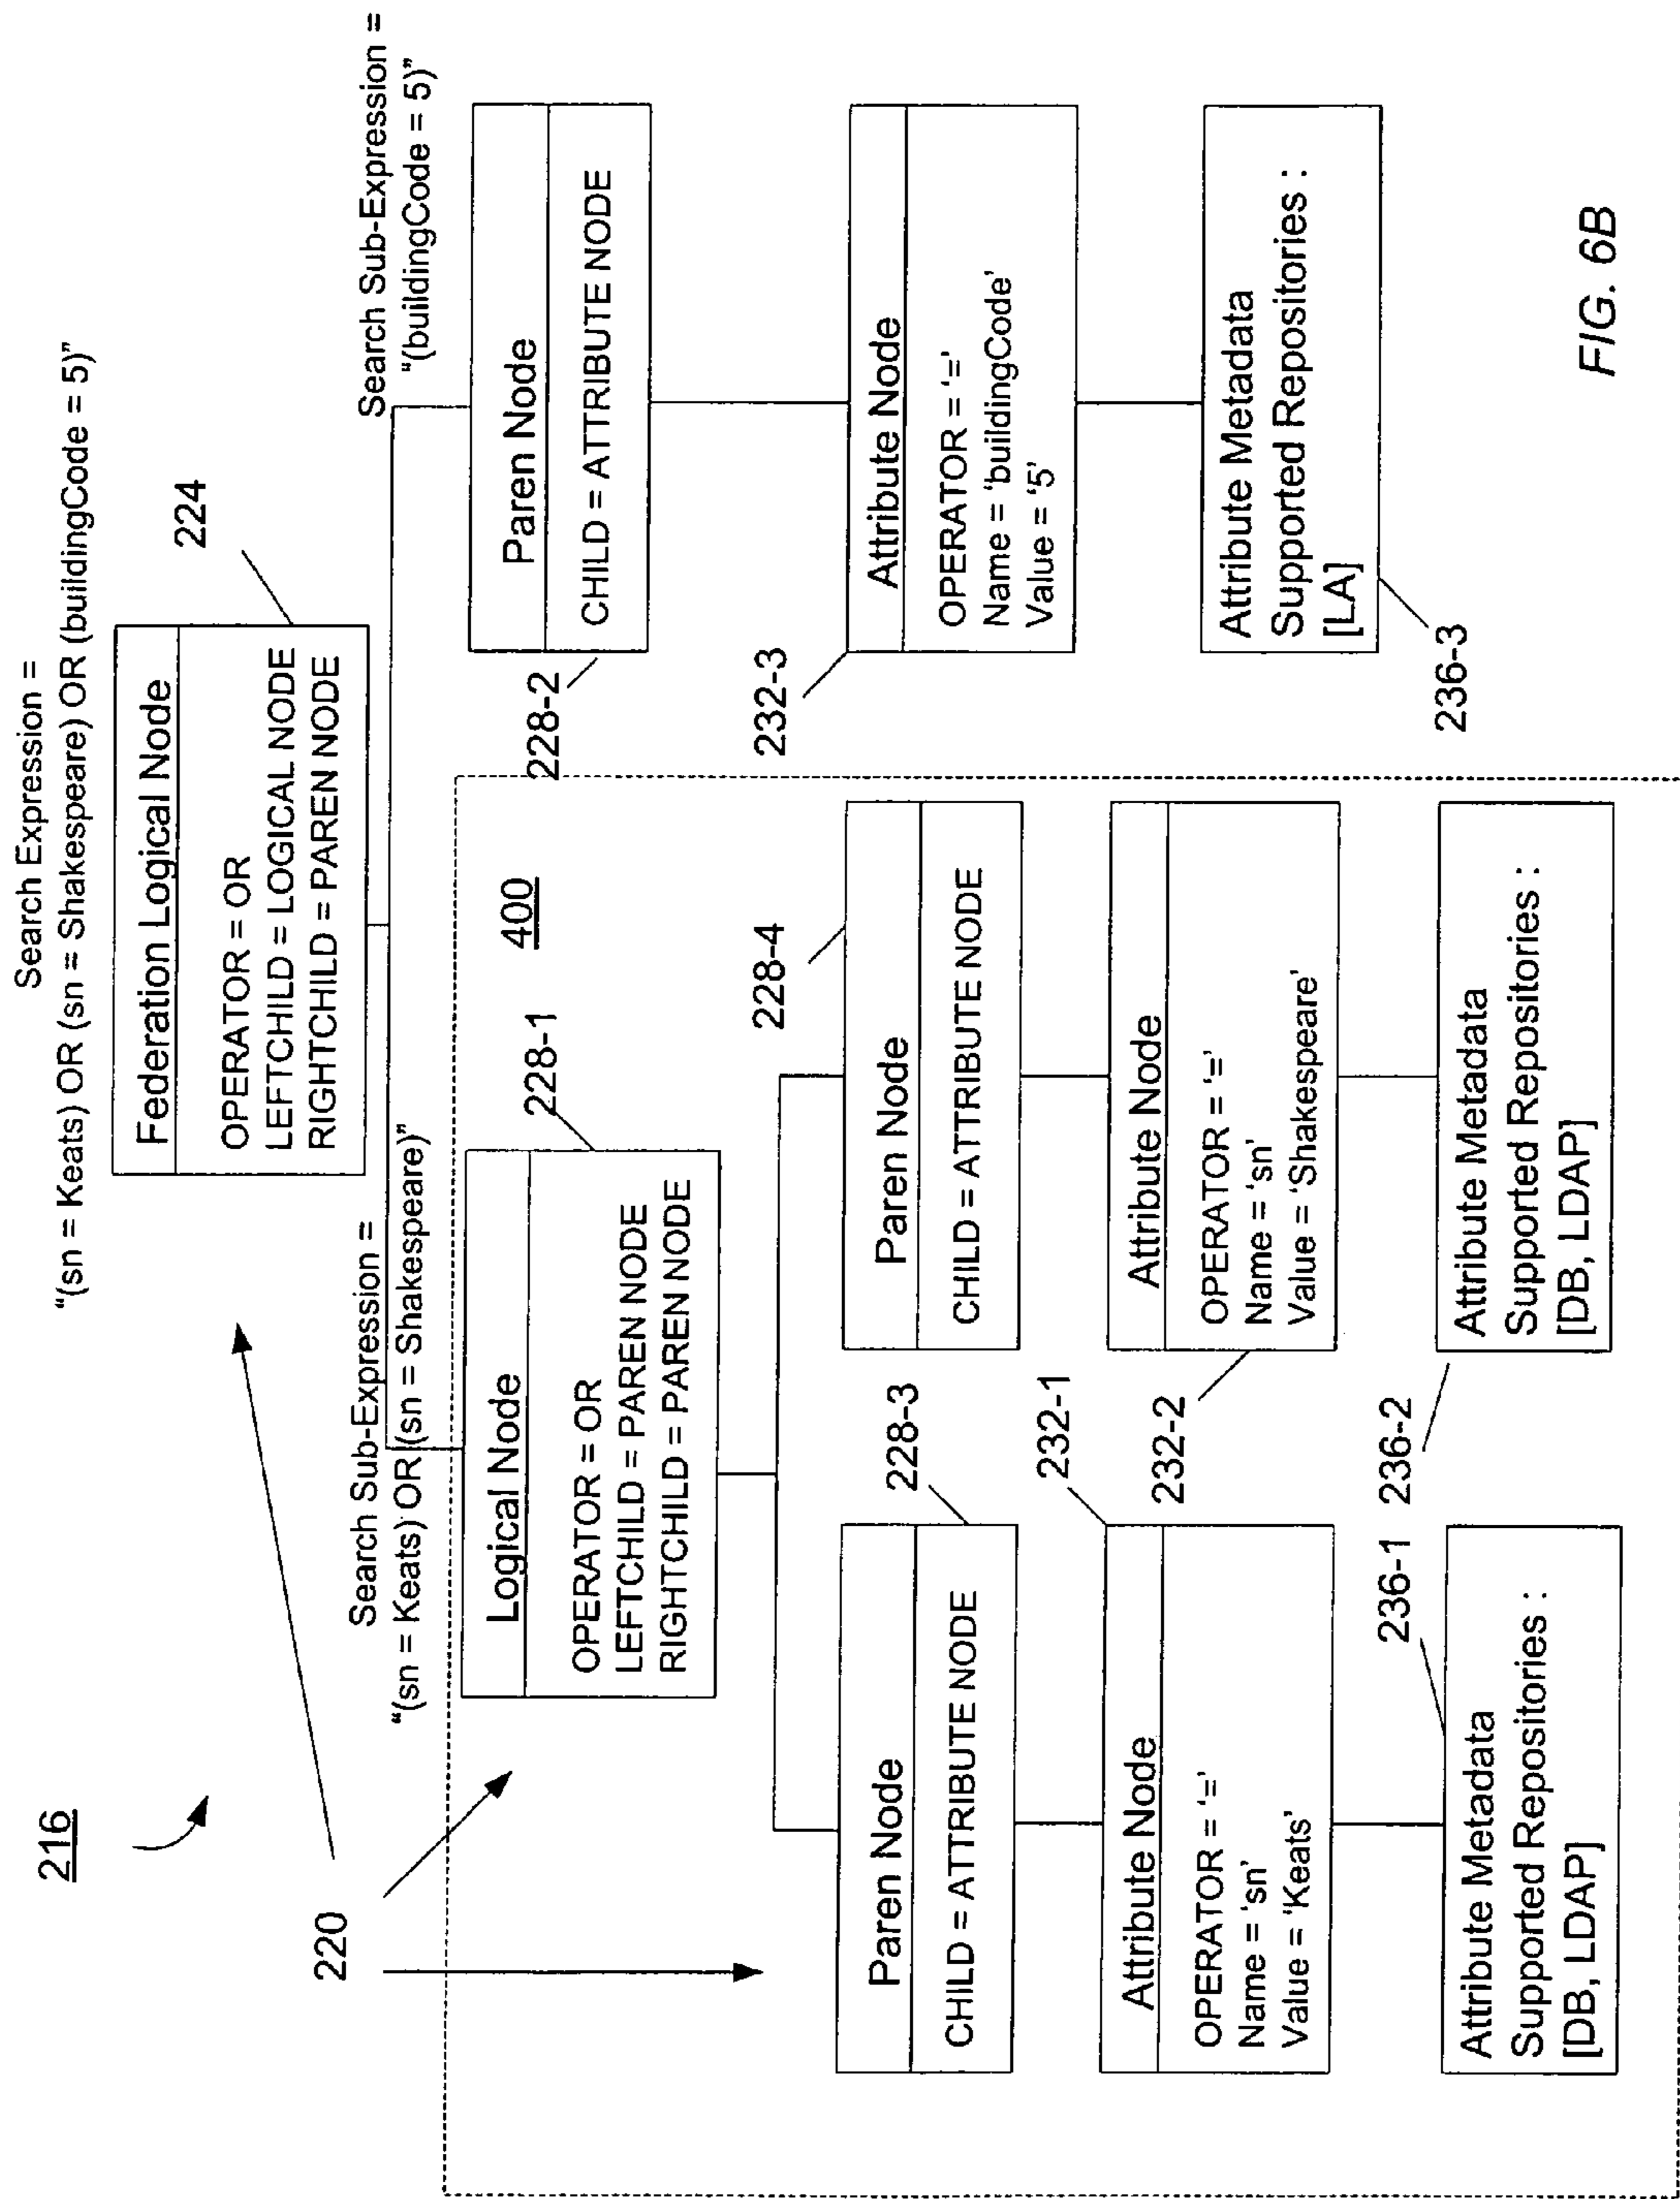 216
Search Expression =
“(sn = Keats) OR (sn = Shakespeare) OR (buildingCode = 5)”
220
224
Federation Logical Node
OPERATOR = OR
LEFTCHILD = LOGICAL NODE
RIGHTCHILD = PAREN NODE
Search Sub-Expression =
“(sn = Keats) OR (sn = Shakespeare)”
Search Sub-Expression =
“(buildingCode = 5)”
Logical Node
OPERATOR = OR
LEFTCHILD = PAREN NODE
RIGHTCHILD = PAREN NODE
228-1
400
228-2
Paren Node
CHILD = ATTRIBUTE NODE
Paren Node
CHILD = ATTRIBUTE NODE
228-3
Paren Node
CHILD = ATTRIBUTE NODE
228-4
232-3
Attribute Node
OPERATOR = ‘=’
Name = ‘buildingCode’
Value = ‘5’
Attribute Node
OPERATOR = ‘=’
Name = ‘sn’
Value = ‘Keats’
232-1
232-2
Attribute Node
OPERATOR = ‘=’
Name = ‘sn’
Value = ‘Shakespeare’
Attribute Metadata
Supported Repositories :
[LA]
236-3
236-1
Attribute Metadata
Supported Repositories :
[DB, LDAP]
236-2
Attribute Metadata
Supported Repositories :
[DB, LDAP]
FIG. 6B